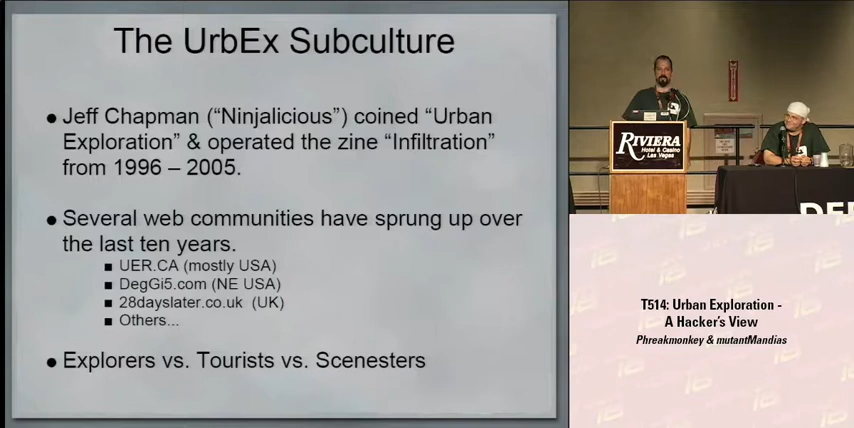 The UrbEx Subculture
● Jeff Chapman (“Ninjalicious”) coined “Urban
Exploration” & operated the zine “Infiltration”
from 1996 – 2005.
● Several web communities have sprung up over
the last ten years.
■ UER.CA (mostly USA)
■ DegGi5.com (NE USA)
■ 28dayslater.co.uk (UK)
■ Others...
● Explorers vs. Tourists vs. Scenesters
RIVIERA
Hotel & Casino
Las Vegas
T514: Urban Exploration -
A Hacker's View
Phreakmonkey & mutantMandias